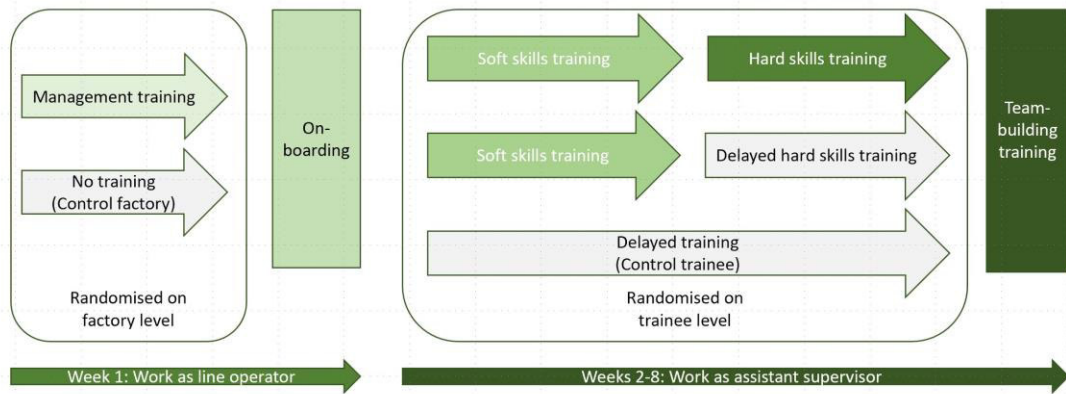 Management training
No training
(Control factory)
Randomised on
factory level
On-
boarding
Soft skills training
Hard skills training
Soft skills training
Delayed hard skills training
Delayed training
(Control trainee)
Randomised on
trainee level
Team-
building
training
Week 1: Work as line operator
Weeks 2-8: Work as assistant supervisor